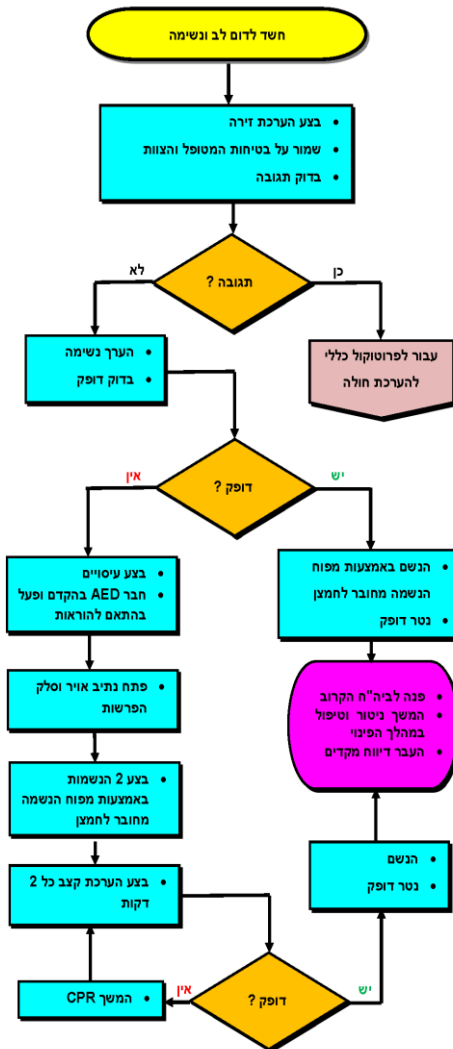 חשד לדום לב ונשימה
• בצע הערכת זירה
• שמור על בטיחות המטופל והצוות
• בדוק תגובה
תגובה ?
לא
כן
• הערך נשימה
• בדוק דופק
עבור לפרוטוקול כללי
להערכת חולה
דופק ?
אין
יש
• בצע עיסויים
• חבר AED בהקדם ופעל
בהתאם להוראות
• הנשם באמצעות מפוח
הנשמה מחובר לחמצן
• נטר דופק
• פתח נתיב אויר וסלק
הפרשות
• פנה לביה"ח הקרוב
• המשך ניטור וטיפול
במהלך הפינוי
• העבר דיווח מקדים
• בצע 2 הנשמות
באמצעות מפוח הנשמה
מחובר לחמצן
• בצע הערכת קצב כל 2
דקות
• הנשם
• נטר דופק
דופק ?
אין
יש
• המשך CPR